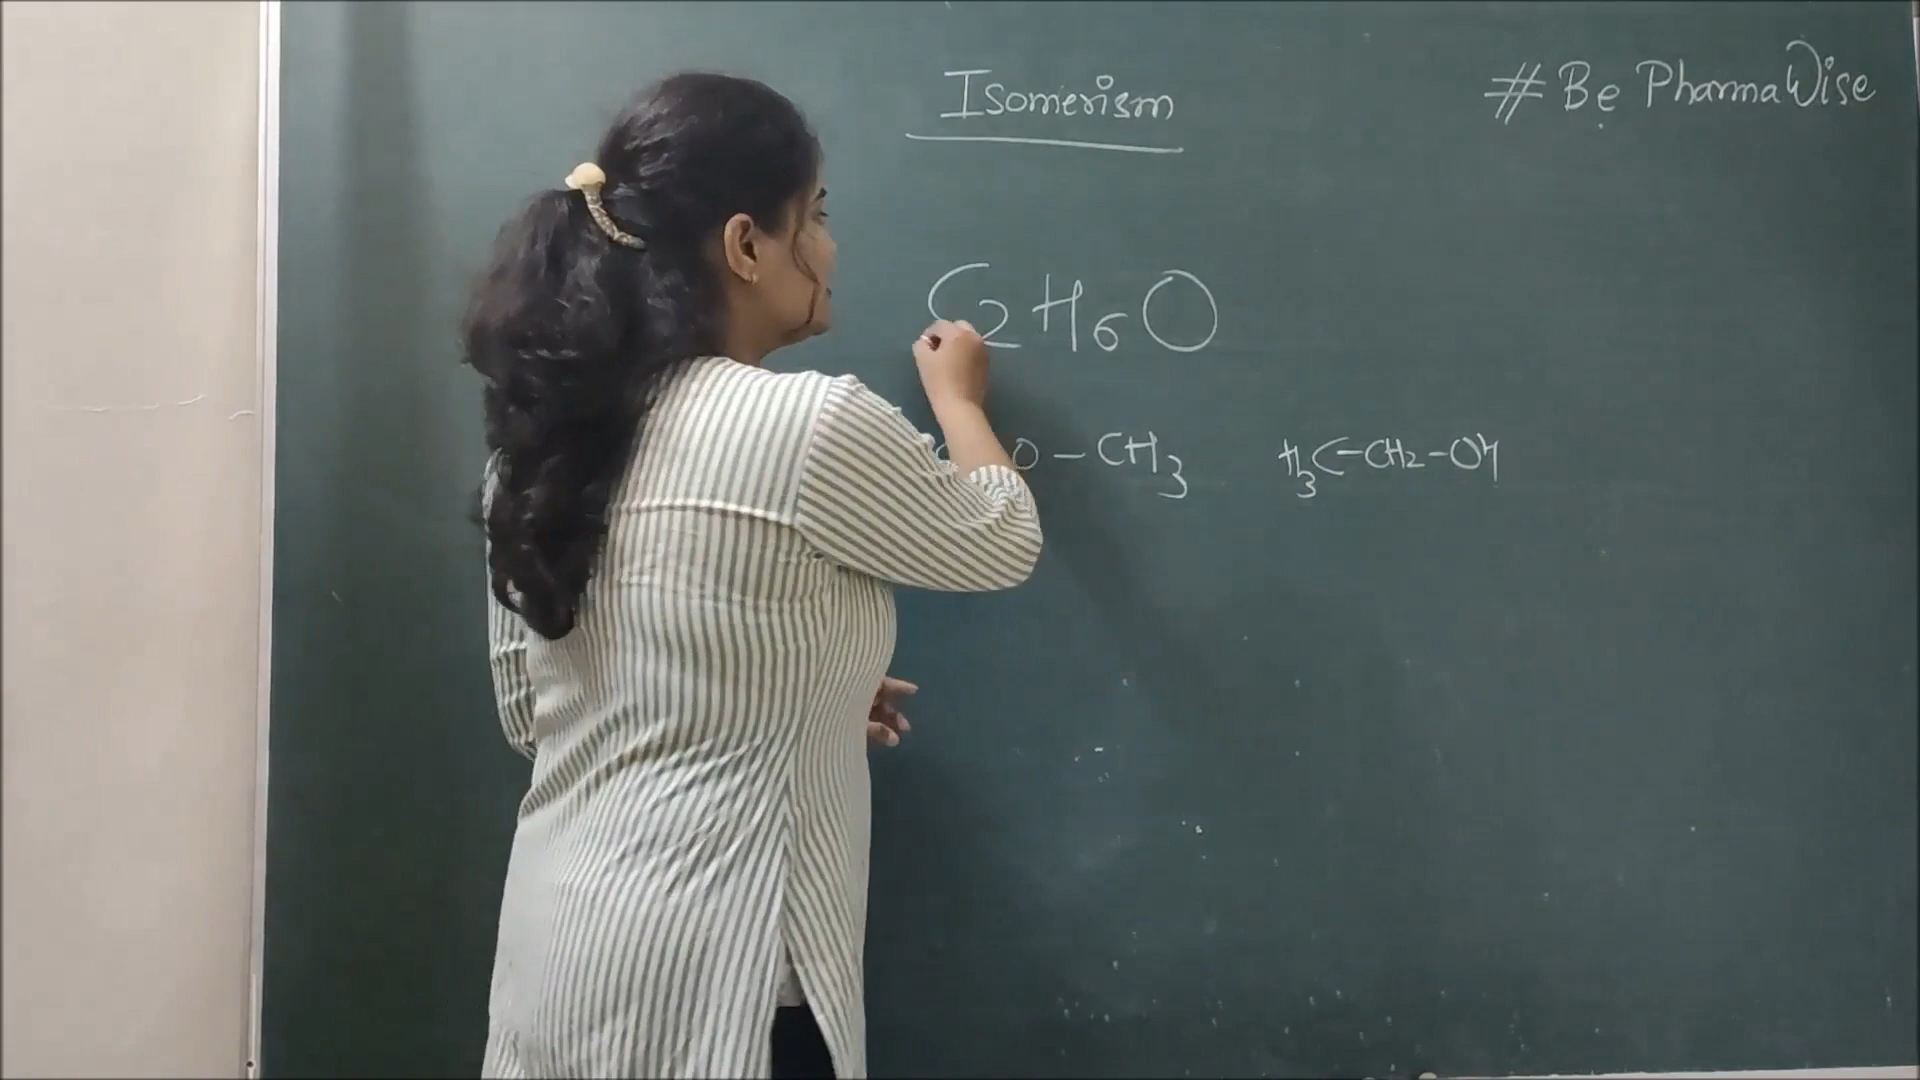 Isomerism
# Be PharmaWise
C2H6O
O-CH3
H3C-CH2-OH